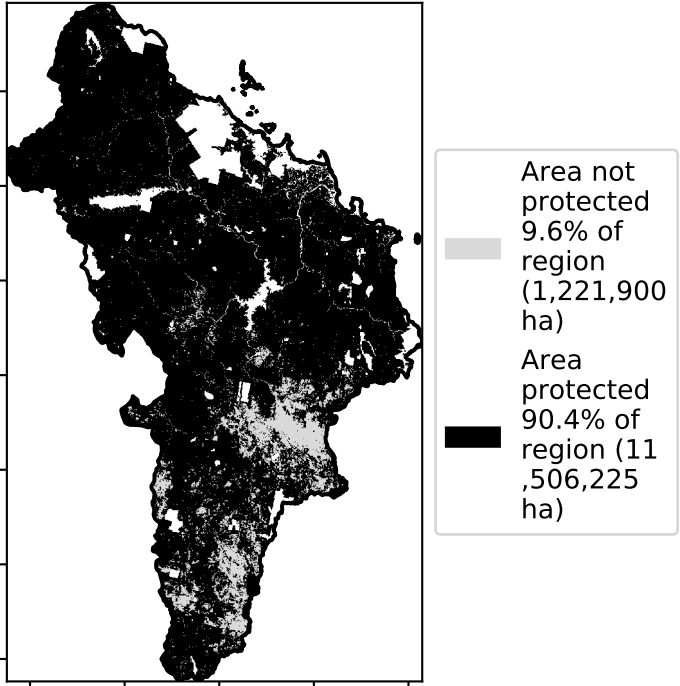 Area not
protected
9.6% of
region
(1,221,900
ha)
Area
protected
90.4% of
region (11
,506,225
ha)